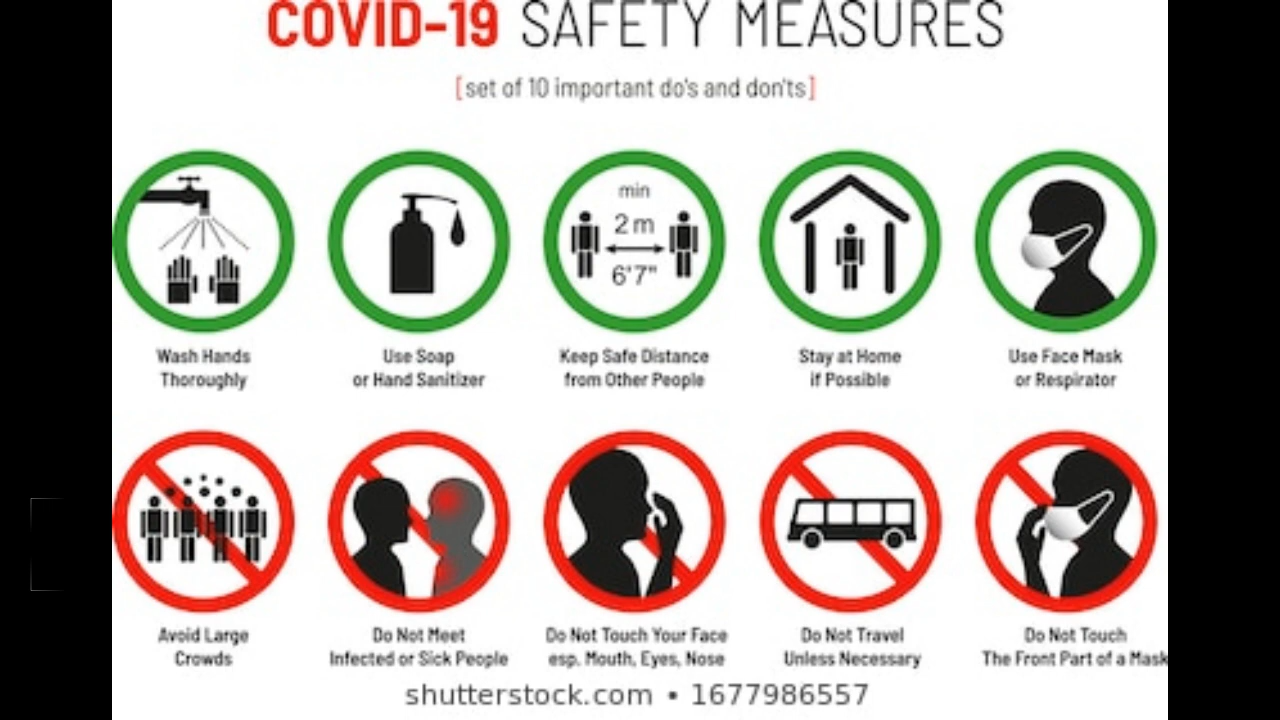 COVID-19 SAFETY MEASURES
[set of 10 important do's and don'ts]
min
2 m
6'7"
Wash Hands
Thoroughly
Use Soap
or Hand Sanitizer
Keep Safe Distance
from Other People
Stay at Home
if Possible
Use Face Mask
or Respirator
Avoid Large
Crowds
Do Not Meet
Infected or Sick People
Do Not Touch Your Face
esp. Mouth, Eyes, Nose
Do Not Travel
Unless Necessary
Do Not Touch
The Front Part of a Mask
shutterstock.com • 1677986557